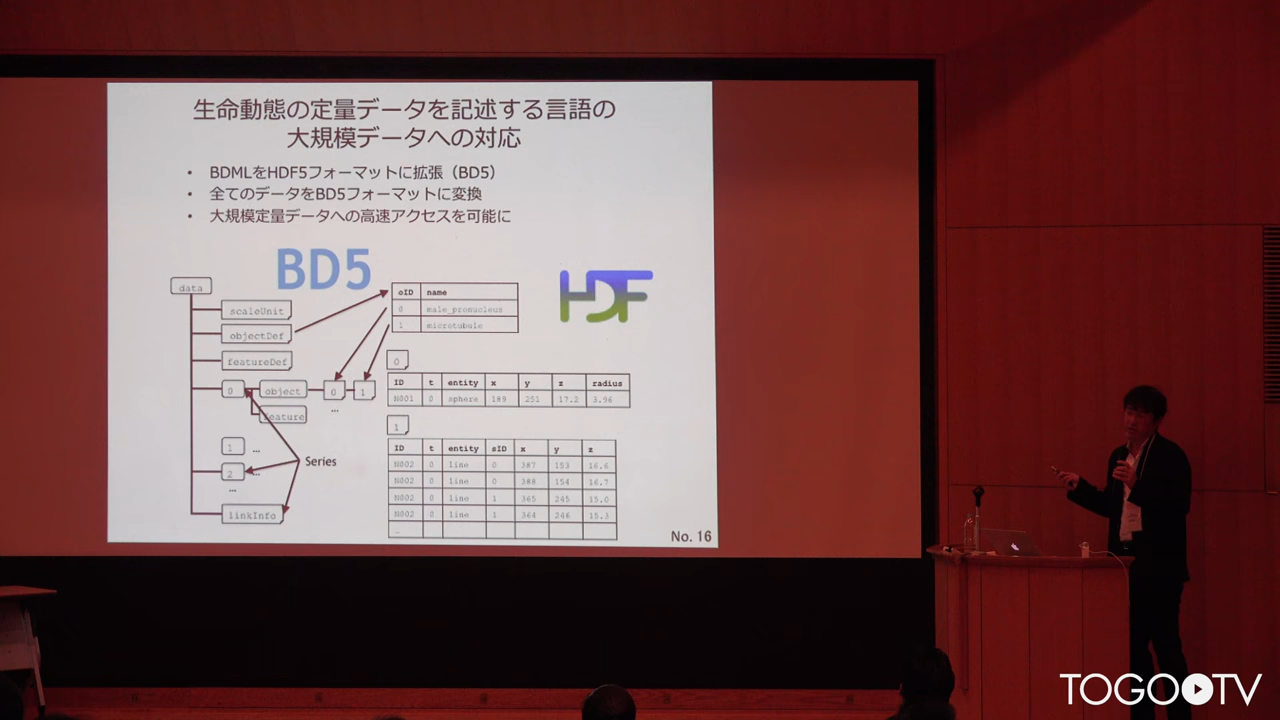 生命動態の定量データを記述する言語の
大規模データへの対応
• BDMLをHDF5フォーマットに拡張（BD5）
• 全てのデータをBD5フォーマットに変換
• 大規模定量データへの高速アクセスを可能に
BD5
HDF
data
scaleUnit
objectDef
featureDef
0 object 0 1
...
feature
1 ...
2 ...
...
linkInfo
Series
oID name
0 male_pronucleus
1 microtubule
0
ID t entity x y z radius
N001 0 sphere 189 251 17.2 3.96
1
ID t entity sID x y z
N002 0 line 0 387 153 16.6
N002 0 line 0 388 154 16.7
N002 0 line 1 365 245 15.0
N002 0 line 1 364 246 15.3
...
No. 16
TOGO TV